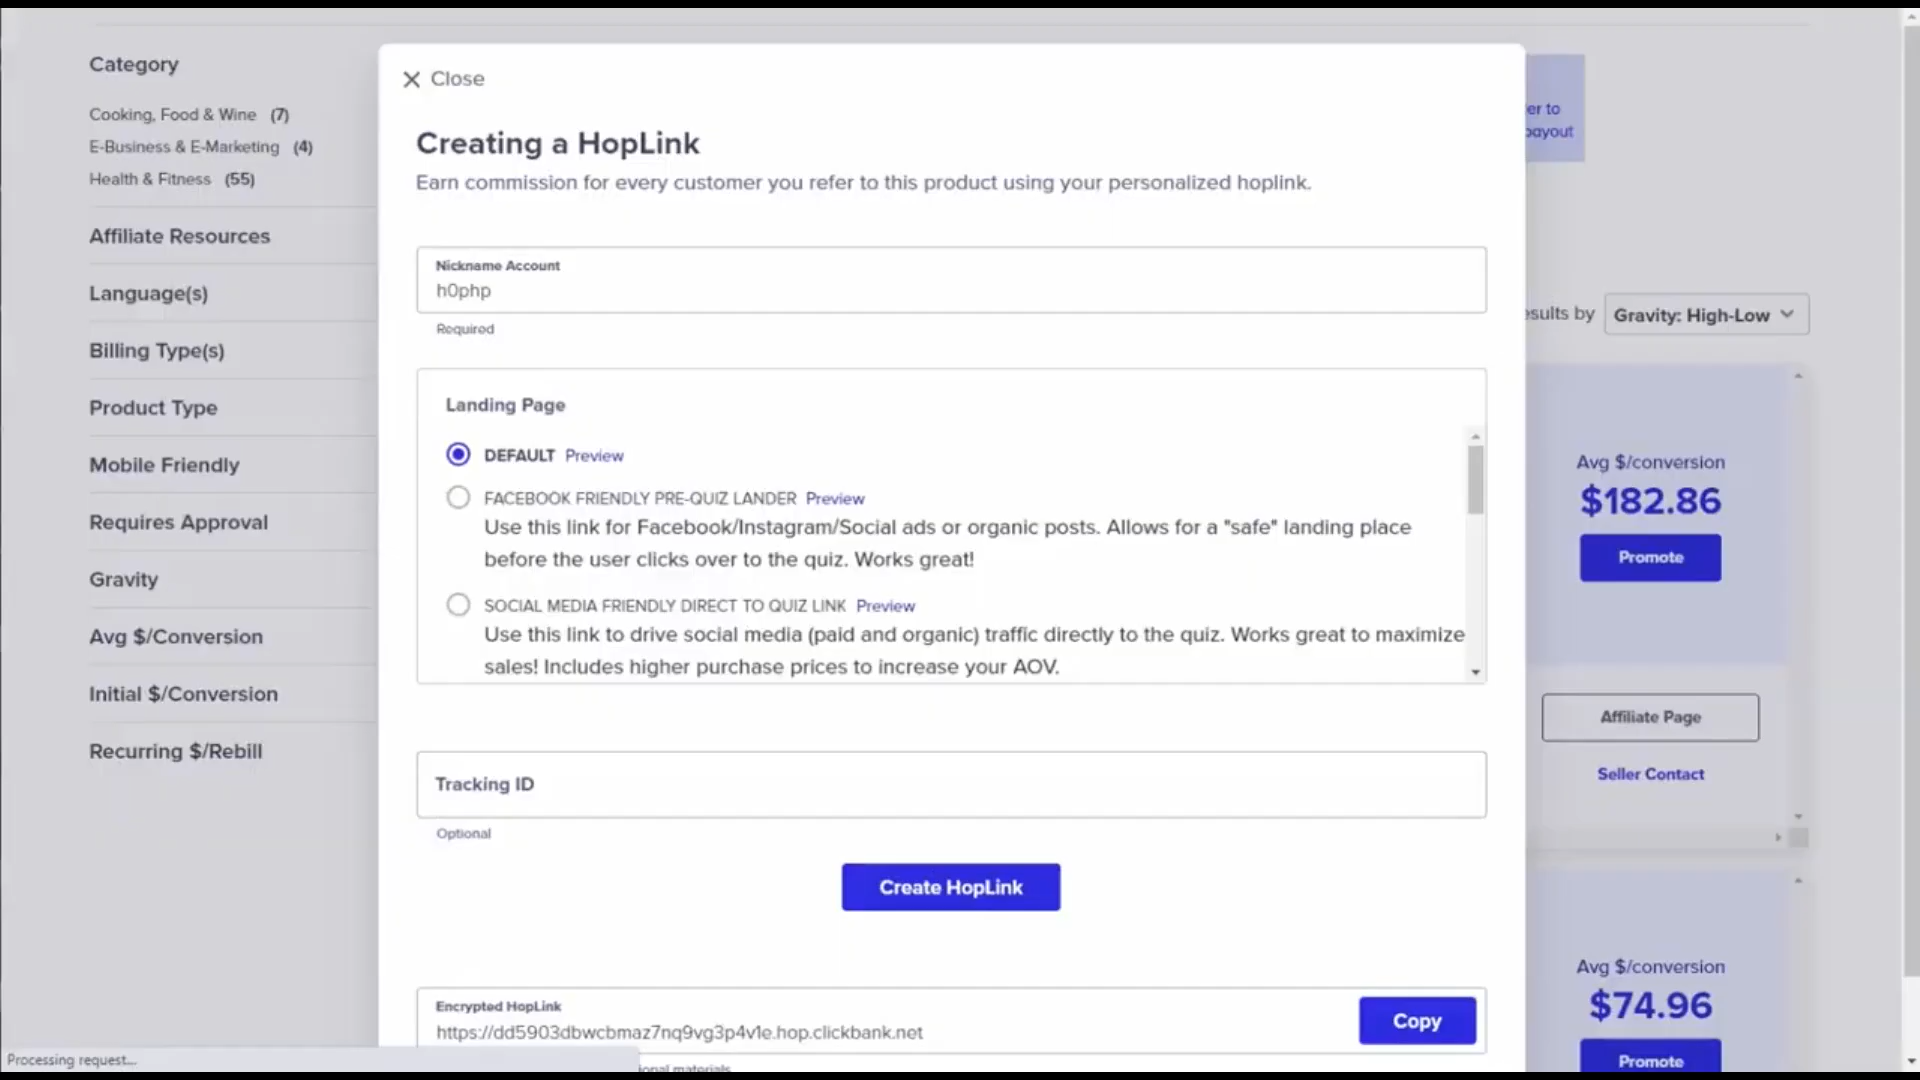 Category
Cooking, Food & Wine (7)
E-Business & E-Marketing (4)
Health & Fitness (55)
Affiliate Resources
Language(s)
Billing Type(s)
Product Type
Mobile Friendly
Requires Approval
Gravity
Avg $/Conversion
Initial $/Conversion
Recurring $/Rebill
Close
Creating a HopLink
Earn commission for every customer you refer to this product using your personalized hoplink.
Nickname Account
h0php
Required
Landing Page
DEFAULT Preview
FACEBOOK FRIENDLY PRE-QUIZ LANDER Preview
Use this link for Facebook/Instagram/Social ads or organic posts. Allows for a "safe" landing place
before the user clicks over to the quiz. Works great!
SOCIAL MEDIA FRIENDLY DIRECT TO QUIZ LINK Preview
Use this link to drive social media (paid and organic) traffic directly to the quiz. Works great to maximize
sales! Includes higher purchase prices to increase your AOV.
Tracking ID
Optional
Create HopLink
Encrypted HopLink
https://dd5903dbwcbmaz7nq9vg3p4v1e.hop.clickbank.net
Copy
ional materials
er to
payout
esults by Gravity: High-Low
Avg $/conversion
$182.86
Promote
Affiliate Page
Seller Contact
Avg $/conversion
$74.96
Promote
Processing request...